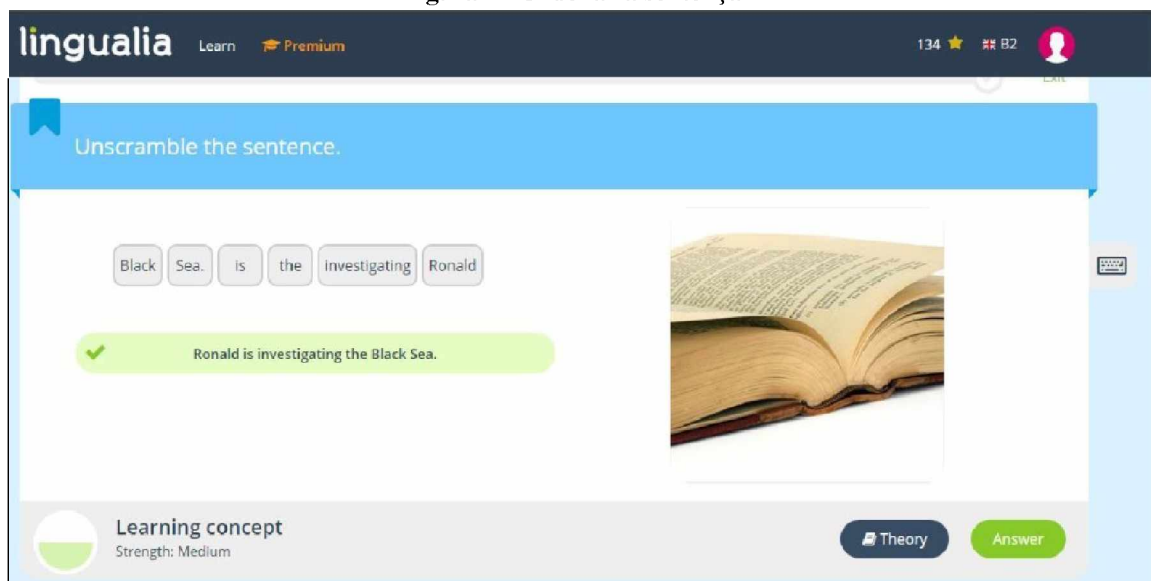 lingualia Learn Premium 134 B2
Exit
Unscramble the sentence.
Black Sea. is the investigating Ronald
Ronald is investigating the Black Sea.
Learning concept
Strength: Medium
Theory Answer